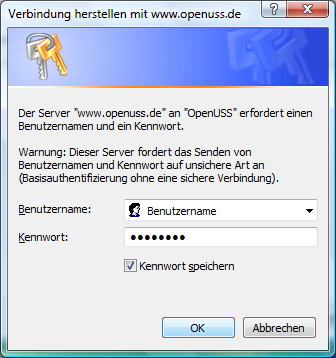 Verbindung herstellen mit www.openuss.de
Der Server "www.openuss.de" an "OpenUSS" erfordert einen
Benutzernamen und ein Kennwort.
Warnung: Dieser Server fordert das Senden von
Benutzernamen und Kennwort auf unsichere Art an
(Basisauthentifizierung ohne eine sichere Verbindung).
Benutzername: Benutzername
Kennwort: ●●●●●●●●
Kennwort speichern
OK Abbrechen